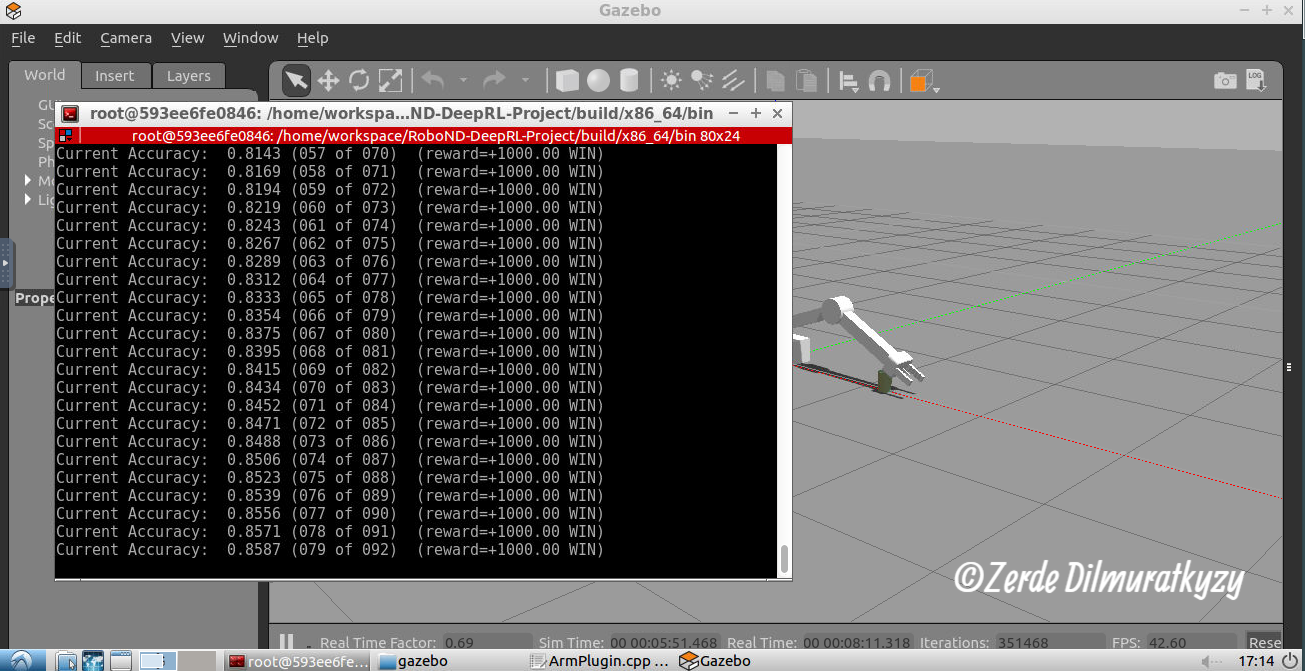 Gazebo
File Edit Camera View Window Help
World Insert Layers
LOG
root@593ee6fe0846: /home/workspa...ND-DeepRL-Project/build/x86_64/bin
root@593ee6fe0846: /home/workspace/RoboND-DeepRL-Project/build/x86_64/bin 80x24
Current Accuracy: 0.8143 (057 of 070) (reward=+1000.00 WIN)
Current Accuracy: 0.8169 (058 of 071) (reward=+1000.00 WIN)
Current Accuracy: 0.8194 (059 of 072) (reward=+1000.00 WIN)
Current Accuracy: 0.8219 (060 of 073) (reward=+1000.00 WIN)
Current Accuracy: 0.8243 (061 of 074) (reward=+1000.00 WIN)
Current Accuracy: 0.8267 (062 of 075) (reward=+1000.00 WIN)
Current Accuracy: 0.8289 (063 of 076) (reward=+1000.00 WIN)
Current Accuracy: 0.8312 (064 of 077) (reward=+1000.00 WIN)
Current Accuracy: 0.8333 (065 of 078) (reward=+1000.00 WIN)
Current Accuracy: 0.8354 (066 of 079) (reward=+1000.00 WIN)
Current Accuracy: 0.8375 (067 of 080) (reward=+1000.00 WIN)
Current Accuracy: 0.8395 (068 of 081) (reward=+1000.00 WIN)
Current Accuracy: 0.8415 (069 of 082) (reward=+1000.00 WIN)
Current Accuracy: 0.8434 (070 of 083) (reward=+1000.00 WIN)
Current Accuracy: 0.8452 (071 of 084) (reward=+1000.00 WIN)
Current Accuracy: 0.8471 (072 of 085) (reward=+1000.00 WIN)
Current Accuracy: 0.8488 (073 of 086) (reward=+1000.00 WIN)
Current Accuracy: 0.8506 (074 of 087) (reward=+1000.00 WIN)
Current Accuracy: 0.8523 (075 of 088) (reward=+1000.00 WIN)
Current Accuracy: 0.8539 (076 of 089) (reward=+1000.00 WIN)
Current Accuracy: 0.8556 (077 of 090) (reward=+1000.00 WIN)
Current Accuracy: 0.8571 (078 of 091) (reward=+1000.00 WIN)
Current Accuracy: 0.8587 (079 of 092) (reward=+1000.00 WIN)
Prope
©Zerde Dilmuratkyzy
Real Time Factor: 0.69 Sim Time: 00 00:05:51.468 Real Time: 00 00:08:11.318 Iterations: 351468 FPS: 42.60 Rese
root@593ee6fe... gazebo ArmPlugin.cpp ... Gazebo 17:14